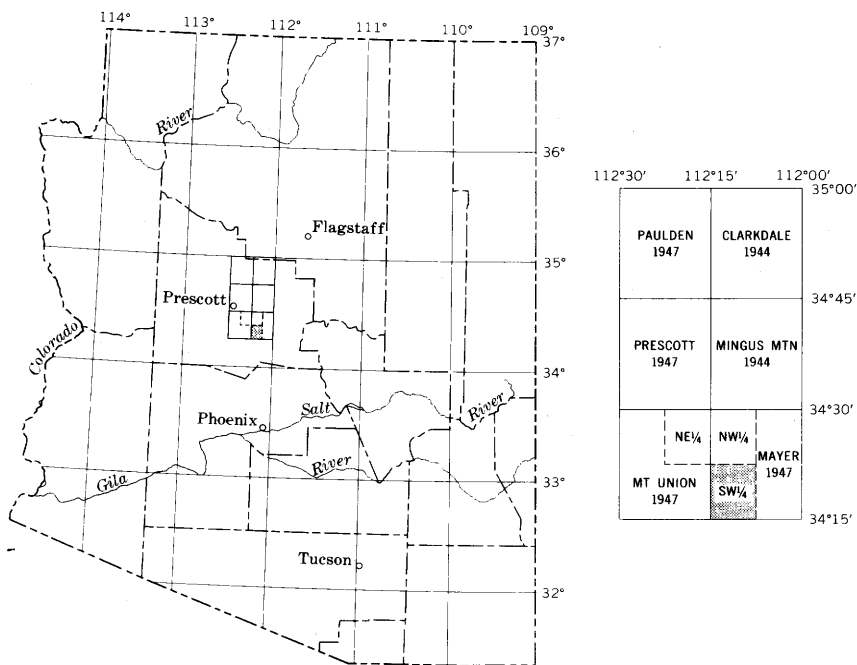 114°
113°
112°
111°
110°
109°
37°
River
36°
Flagstaff
35°
Prescott
Colorado
34°
Phoenix
Salt
River
Gila
River
33°
Tucson
32°
112°30′
112°15′
112°00′
35°00′
PAULDEN
1947
CLARKDALE
1944
34°45′
PRESCOTT
1947
MINGUS MTN
1944
34°30′
NE¼
NW¼
MAYER
1947
MT UNION
1947
SW¼
34°15′